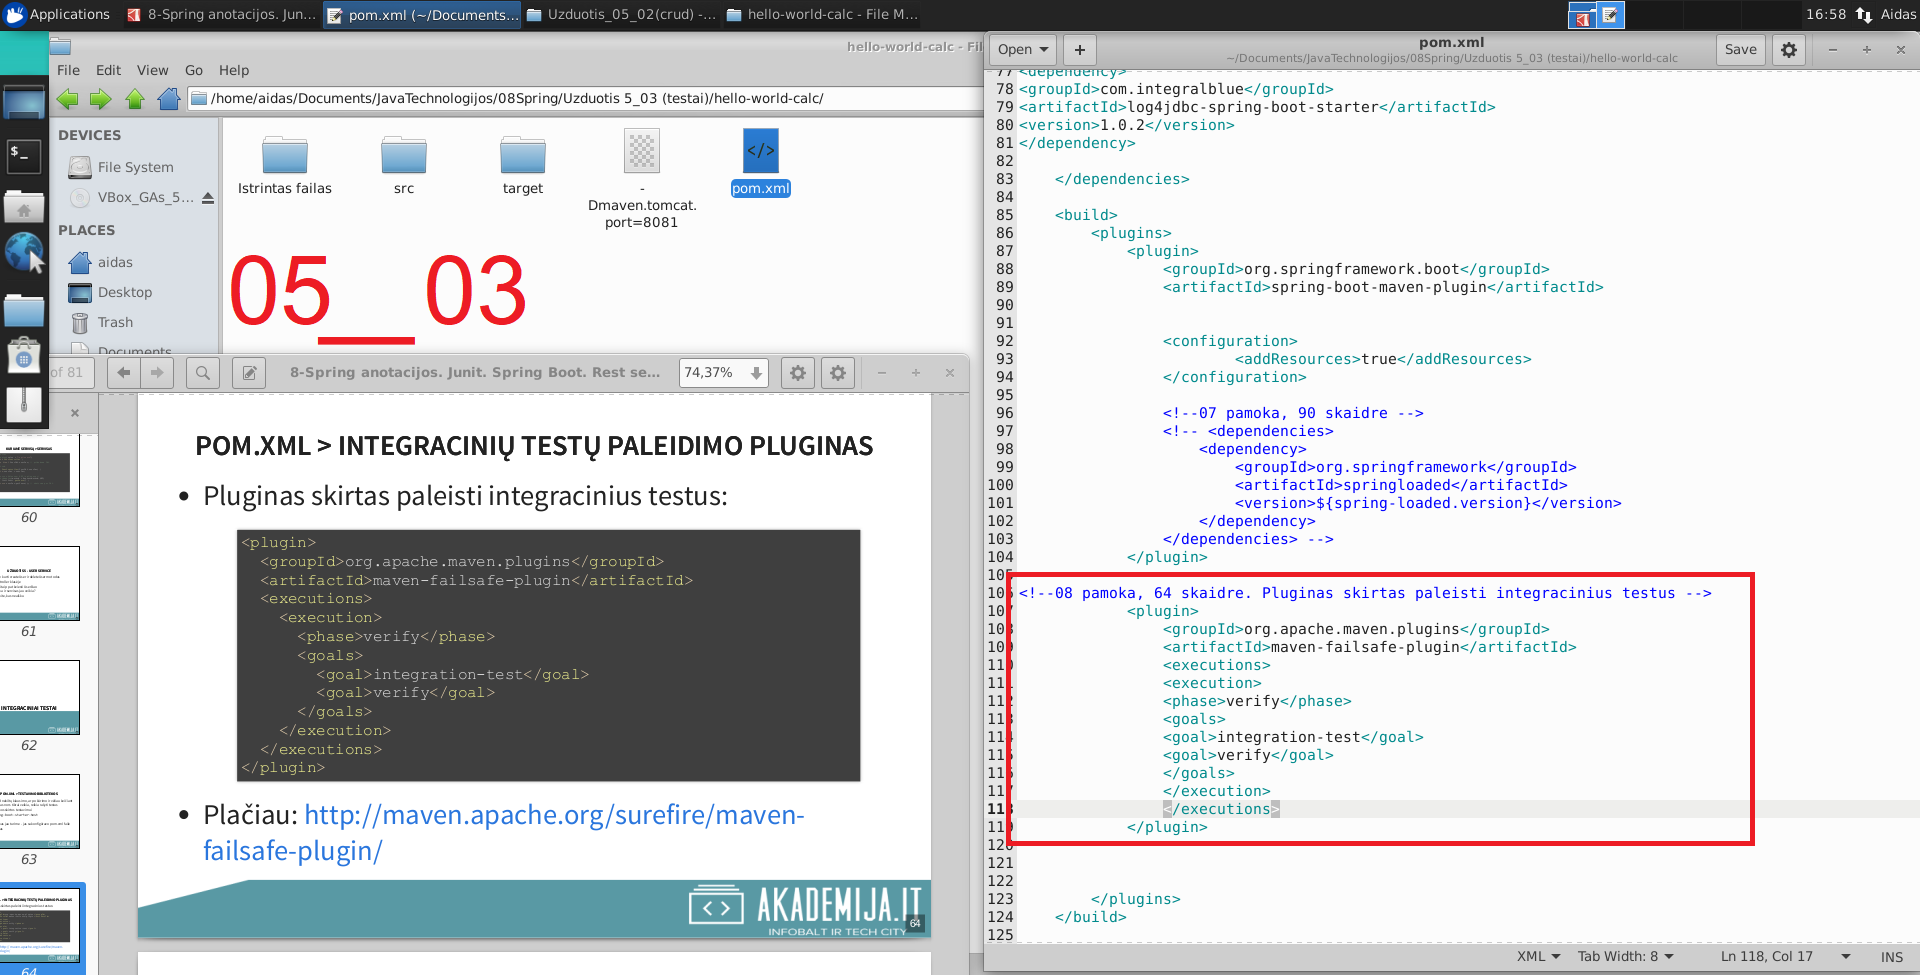 Applications
8-Spring anotacijos. Jun...
pom.xml (~/Documents...
Uzduotis_05_02(crud) -...
hello-world-calc - File M...
16:58
Aidas
hello-world-calc - Fil
File Edit View Go Help
/home/aidas/Documents/JavaTechnologijos/08Spring/Uzduotis 5_03 (testai)/hello-world-calc/
DEVICES
File System
VBox_GAs_5...
PLACES
aidas
Desktop
Trash
Documents
Istrintas failas
src
target
-
Dmaven.tomcat.
port=8081
pom.xml
05__03
of 81
8-Spring anotacijos. Junit. Spring Boot. Rest se...
74,37%
60
61
62
INTEGRACINIAI TESTAI
63
64
POM.XML > INTEGRACINIŲ TESTŲ PALEIDIMO PLUGINAS
• Pluginas skirtas paleisti integracinius testus:
<plugin>
<groupId>org.apache.maven.plugins</groupId>
<artifactId>maven-failsafe-plugin</artifactId>
<executions>
<execution>
<phase>verify</phase>
<goals>
<goal>integration-test</goal>
<goal>verify</goal>
</goals>
</execution>
</executions>
</plugin>
• Plačiau: http://maven.apache.org/surefire/maven-
failsafe-plugin/
AKADEMIJA.IT
INFOBALT IR TECH CITY
64
Open
+
pom.xml
~/Documents/JavaTechnologijos/08Spring/Uzduotis 5_03 (testai)/hello-world-calc
Save
77 <dependency>
78 <groupId>com.integralblue</groupId>
79 <artifactId>log4jdbc-spring-boot-starter</artifactId>
80 <version>1.0.2</version>
81 </dependency>
82
83 </dependencies>
84
85 <build>
86 <plugins>
87 <plugin>
88 <groupId>org.springframework.boot</groupId>
89 <artifactId>spring-boot-maven-plugin</artifactId>
90
91
92 <configuration>
93 <addResources>true</addResources>
94 </configuration>
95
96 <!--07 pamoka, 90 skaidre -->
97 <!-- <dependencies>
98 <dependency>
99 <groupId>org.springframework</groupId>
100 <artifactId>springloaded</artifactId>
101 <version>${spring-loaded.version}</version>
102 </dependency>
103 </dependencies> -->
104 </plugin>
105
106 <!--08 pamoka, 64 skaidre. Pluginas skirtas paleisti integracinius testus -->
107 <plugin>
108 <groupId>org.apache.maven.plugins</groupId>
109 <artifactId>maven-failsafe-plugin</artifactId>
110 <executions>
111 <execution>
112 <phase>verify</phase>
113 <goals>
114 <goal>integration-test</goal>
115 <goal>verify</goal>
116 </goals>
117 </execution>
118 </executions>
119 </plugin>
120
121
122
123 </plugins>
124 </build>
125
XML
Tab Width: 8
Ln 118, Col 17
INS